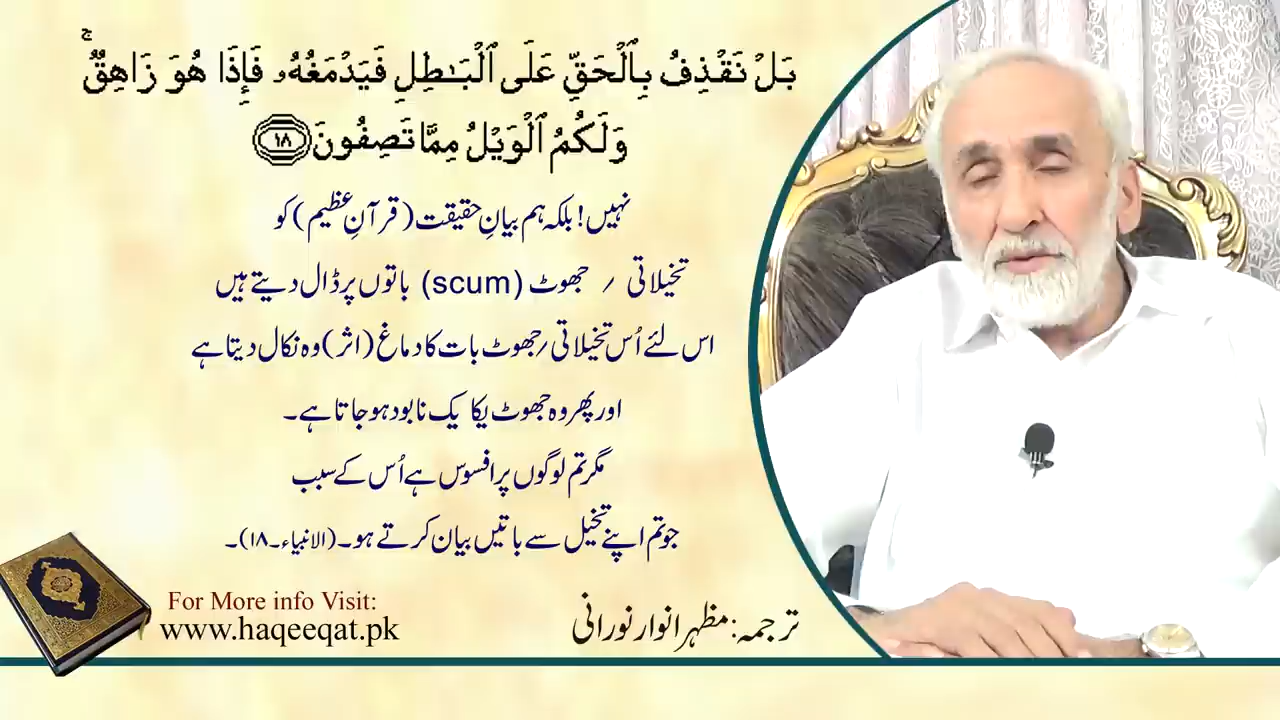 بَلْ نَقْذِفُ بِٱلْحَقِّ عَلَى ٱلْبَـٰطِلِ فَيَدْمَغُهُۥ فَإِذَا هُوَ زَاهِقٌ ۚ
وَلَكُمُ ٱلْوَيْلُ مِمَّا تَصِفُونَ ١٨
نہیں! بلکہ ہم بیانِ حقیقت (قرآنِ عظیم) کو
تخیلاتی / جھوٹ (scum) باتوں پر ڈال دیتے ہیں
اس لئے اُس تخیلاتی/جھوٹ بات کا دماغ (اثر) وہ نکال دیتا ہے
اور پھر وہ جھوٹ یکا یک نابود ہو جاتا ہے۔
مگر تم لوگوں پر افسوس ہے اُس کے سبب
جو تم اپنے تخیل سے باتیں بیان کرتے ہو۔ (الانبیاء۔۱۸)۔
ترجمہ: مظہر انوار نورانی
For More info Visit:
www.haqeeqat.pk